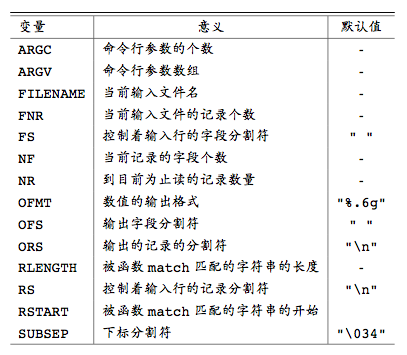 变量 意义 默认值
ARGC 命令行参数的个数 -
ARGV 命令行参数数组 -
FILENAME 当前输入文件名 -
FNR 当前输入文件的记录个数 -
FS 控制着输入行的字段分割符 " "
NF 当前记录的字段个数 -
NR 到目前为止读的记录数量 -
OFMT 数值的输出格式 "%.6g"
OFS 输出字段分割符 " "
ORS 输出的记录的分割符 "\n"
RLENGTH 被函数 match 匹配的字符串的长度 -
RS 控制着输入行的记录分割符 "\n"
RSTART 被函数 match 匹配的字符串的开始
SUBSEP 下标分割符 "\034"